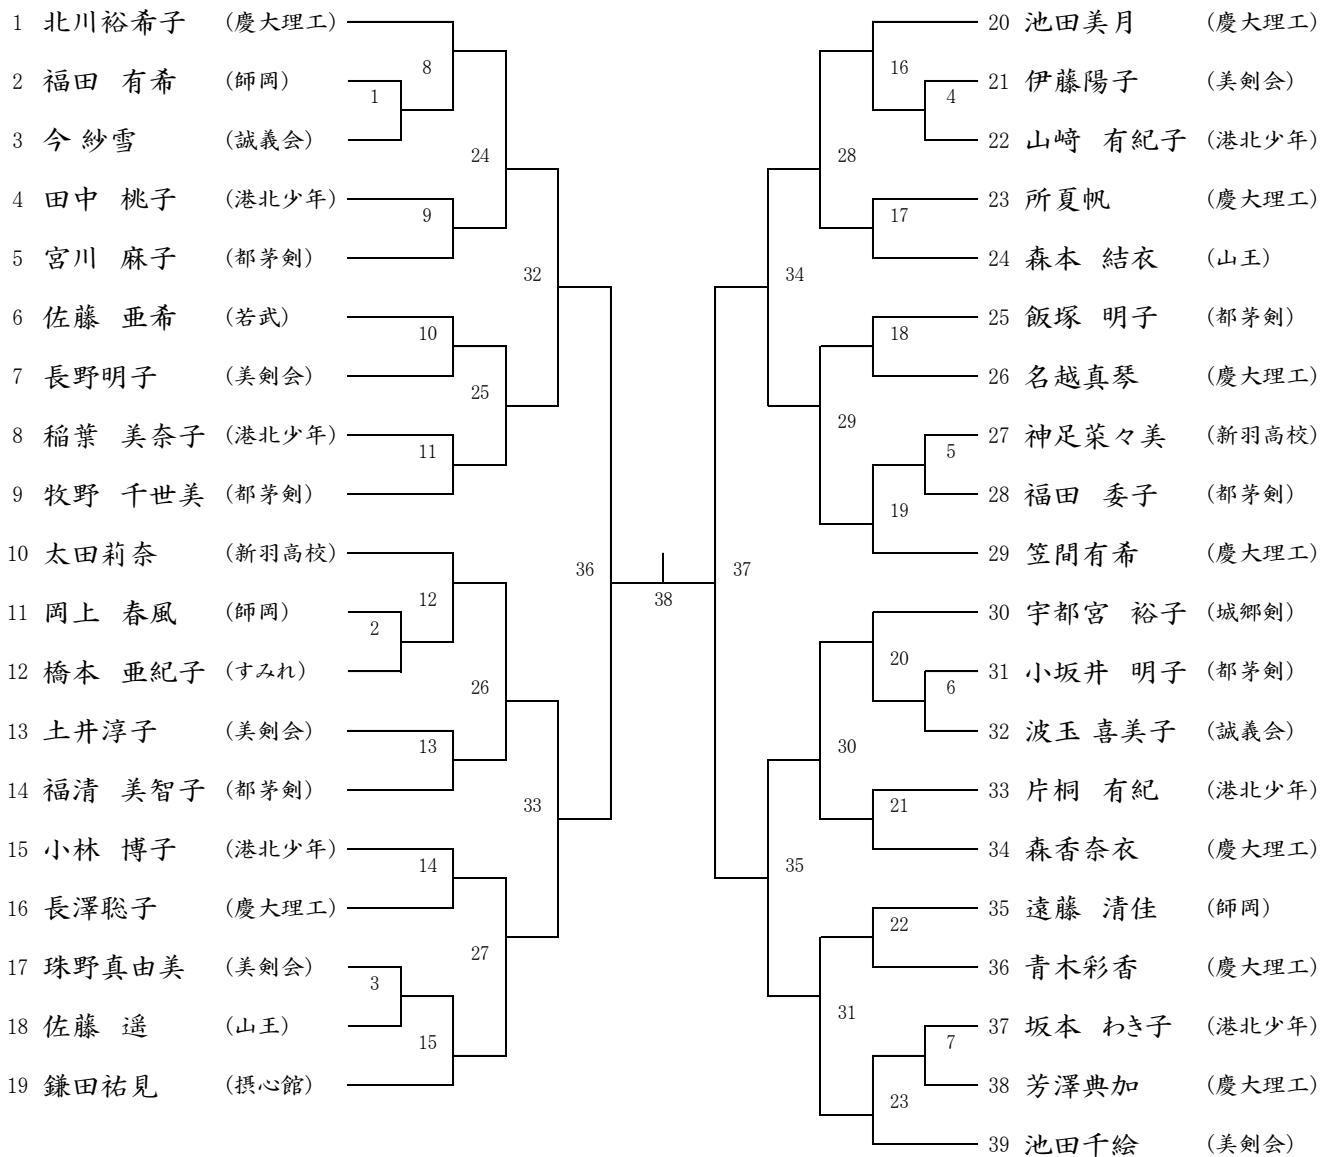 1 北川裕希子 (慶大理工)
2 福田 有希 (師岡)
3 今 紗雪 (誠義会)
4 田中 桃子 (港北少年)
5 宮川 麻子 (都茅剣)
6 佐藤 亜希 (若武)
7 長野明子 (美剣会)
8 稲葉 美奈子 (港北少年)
9 牧野 千世美 (都茅剣)
10 太田莉奈 (新羽高校)
11 岡上 春風 (師岡)
12 橋本 亜紀子 (すみれ)
13 土井淳子 (美剣会)
14 福清 美智子 (都茅剣)
15 小林 博子 (港北少年)
16 長澤聡子 (慶大理工)
17 珠野真由美 (美剣会)
18 佐藤 遥 (山王)
19 鎌田祐見 (摂心館)
8
1
24
9
32
10
25
11
36
12
2
26
13
33
14
27
3
15
38
37
16
4
28
17
34
18
29
5
19
20
6
30
21
35
22
31
7
23
20 池田美月 (慶大理工)
21 伊藤陽子 (美剣会)
22 山﨑 有紀子 (港北少年)
23 所夏帆 (慶大理工)
24 森本 結衣 (山王)
25 飯塚 明子 (都茅剣)
26 名越真琴 (慶大理工)
27 神足菜々美 (新羽高校)
28 福田 委子 (都茅剣)
29 笠間有希 (慶大理工)
30 宇都宮 裕子 (城郷剣)
31 小坂井 明子 (都茅剣)
32 波玉 喜美子 (誠義会)
33 片桐 有紀 (港北少年)
34 森香奈衣 (慶大理工)
35 遠藤 清佳 (師岡)
36 青木彩香 (慶大理工)
37 坂本 わき子 (港北少年)
38 芳澤典加 (慶大理工)
39 池田千絵 (美剣会)